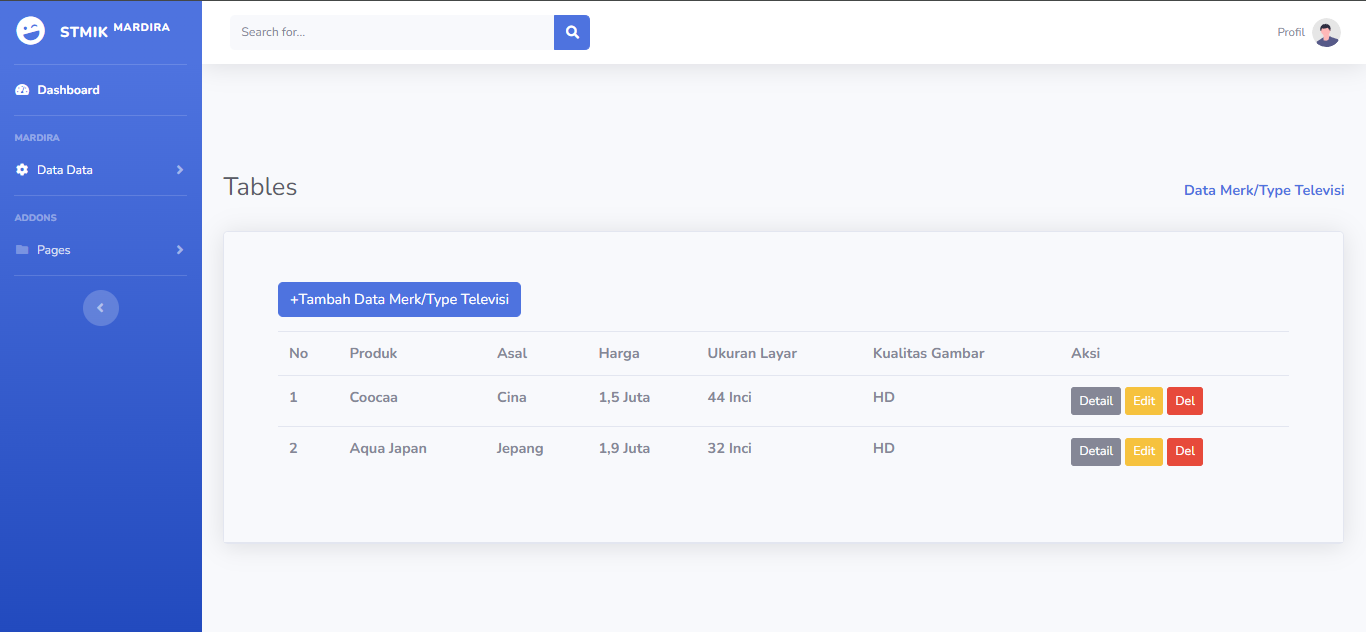 STMIK MARDIRA
Search for...
Profil
Dashboard
MARDIRA
Data Data
ADDONS
Pages
Tables
Data Merk/Type Televisi
+Tambah Data Merk/Type Televisi
No Produk Asal Harga Ukuran Layar Kualitas Gambar Aksi
1 Coocaa Cina 1,5 Juta 44 Inci HD Detail Edit Del
2 Aqua Japan Jepang 1,9 Juta 32 Inci HD Detail Edit Del